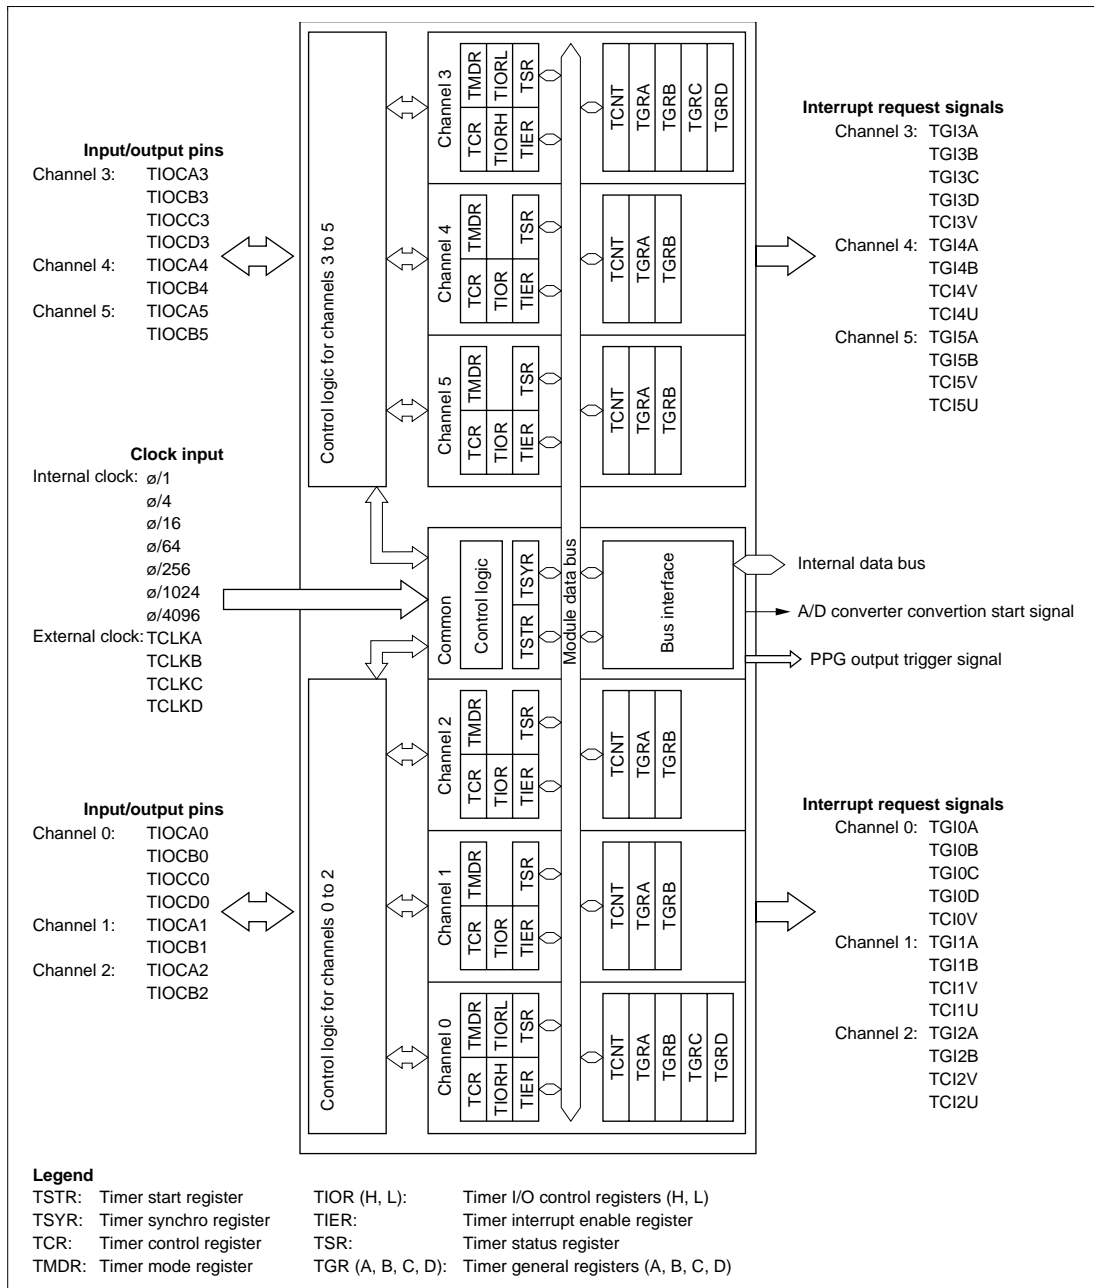 Input/output pins
Channel 3: TIOCA3
TIOCB3
TIOCC3
TIOCD3
Channel 4: TIOCA4
TIOCB4
Channel 5: TIOCA5
TIOCB5
Clock input
Internal clock: ø/1
ø/4
ø/16
ø/64
ø/256
ø/1024
ø/4096
External clock: TCLKA
TCLKB
TCLKC
TCLKD
Input/output pins
Channel 0: TIOCA0
TIOCB0
TIOCC0
TIOCD0
Channel 1: TIOCA1
TIOCB1
Channel 2: TIOCA2
TIOCB2
Control logic for channels 3 to 5
Control logic for channels 0 to 2
Channel 3
TCR TMDR
TIORH TIORL
TIER TSR
TCNT
TGRA
TGRB
TGRC
TGRD
Channel 4
TCR TMDR
TIOR
TIER TSR
TCNT
TGRA
TGRB
Channel 5
TCR TMDR
TIOR
TIER TSR
TCNT
TGRA
TGRB
Common
Control logic
TSTR TSYR
Module data bus
Bus interface
Channel 2
TCR TMDR
TIOR
TIER TSR
TCNT
TGRA
TGRB
Channel 1
TCR TMDR
TIOR
TIER TSR
TCNT
TGRA
TGRB
Channel 0
TCR TMDR
TIORH TIORL
TIER TSR
TCNT
TGRA
TGRB
TGRC
TGRD
Interrupt request signals
Channel 3: TGI3A
TGI3B
TGI3C
TGI3D
TCI3V
Channel 4: TGI4A
TGI4B
TCI4V
TCI4U
Channel 5: TGI5A
TGI5B
TCI5V
TCI5U
Internal data bus
A/D converter convertion start signal
PPG output trigger signal
Interrupt request signals
Channel 0: TGI0A
TGI0B
TGI0C
TGI0D
TCI0V
Channel 1: TGI1A
TGI1B
TCI1V
TCI1U
Channel 2: TGI2A
TGI2B
TCI2V
TCI2U
Legend
TSTR: Timer start register
TSYR: Timer synchro register
TCR: Timer control register
TMDR: Timer mode register
TIOR (H, L): Timer I/O control registers (H, L)
TIER: Timer interrupt enable register
TSR: Timer status register
TGR (A, B, C, D): Timer general registers (A, B, C, D)